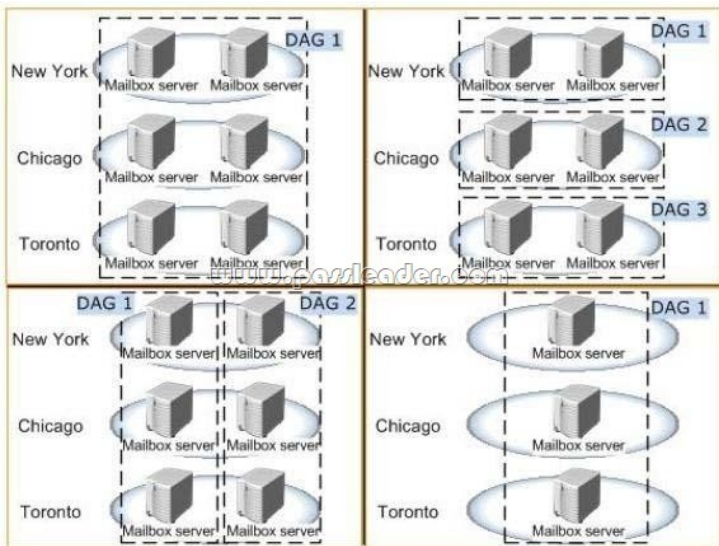 DAG 1
New York
Mailbox server Mailbox server
Chicago
Mailbox server Mailbox server
Toronto
Mailbox server Mailbox server
DAG 1
New York
Mailbox server Mailbox server
DAG 2
Chicago
Mailbox server Mailbox server
DAG 3
Toronto
Mailbox server Mailbox server
www.passleader.com
DAG 1 DAG 2
New York
Mailbox server Mailbox server
Chicago
Mailbox server Mailbox server
Toronto
Mailbox server Mailbox server
DAG 1
New York
Mailbox server
Chicago
Mailbox server
Toronto
Mailbox server